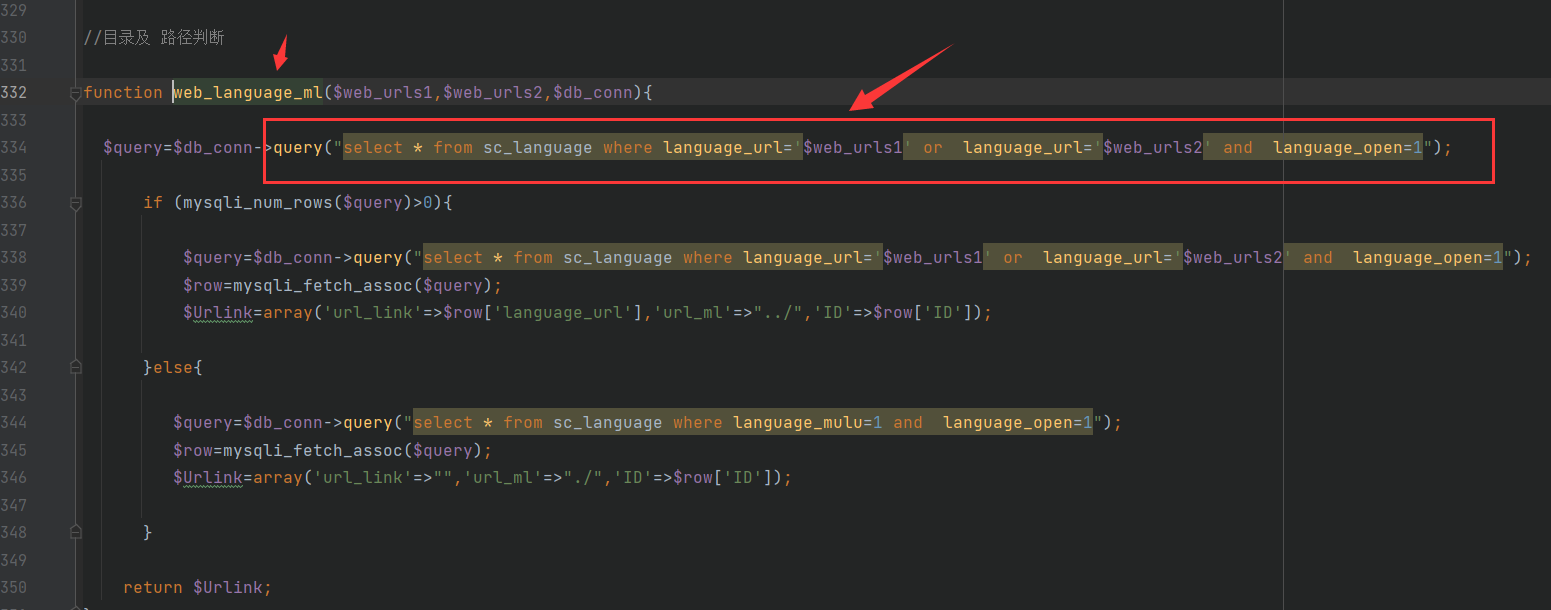 329
330 //目录及 路径判断
331
332 function web_language_ml($web_urls1,$web_urls2,$db_conn){
333
334 $query=$db_conn->query("select * from sc_language where language_url='$web_urls1' or  language_url='$web_urls2' and  language_open=1");
335
336 if (mysqli_num_rows($query)>0){
337
338 $query=$db_conn->query("select * from sc_language where language_url='$web_urls1' or  language_url='$web_urls2' and  language_open=1");
339 $row=mysqli_fetch_assoc($query);
340 $Urlink=array('url_link'=>$row['language_url'],'url_ml'=>"../",'ID'=>$row['ID']);
341
342 }else{
343
344 $query=$db_conn->query("select * from sc_language where language_mulu=1 and  language_open=1");
345 $row=mysqli_fetch_assoc($query);
346 $Urlink=array('url_link'=>"",'url_ml'=>"./",'ID'=>$row['ID']);
347
348 }
349
350 return $Urlink;